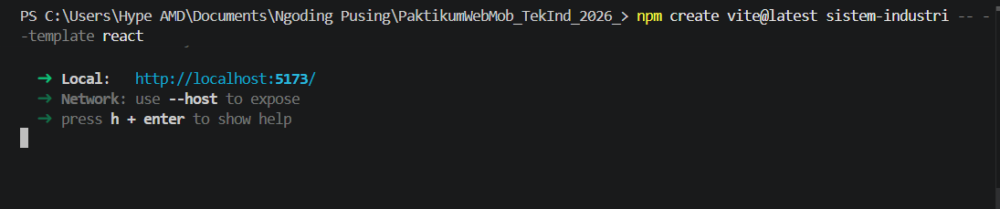 PS C:\Users\Hype AMD\Documents\Ngoding Pusing\PaktikumWebMob_TekInd_2026_> npm create vite@latest sistem-industri -- -
-template react
➜ Local: http://localhost:5173/
➜ Network: use --host to expose
➜ press h + enter to show help